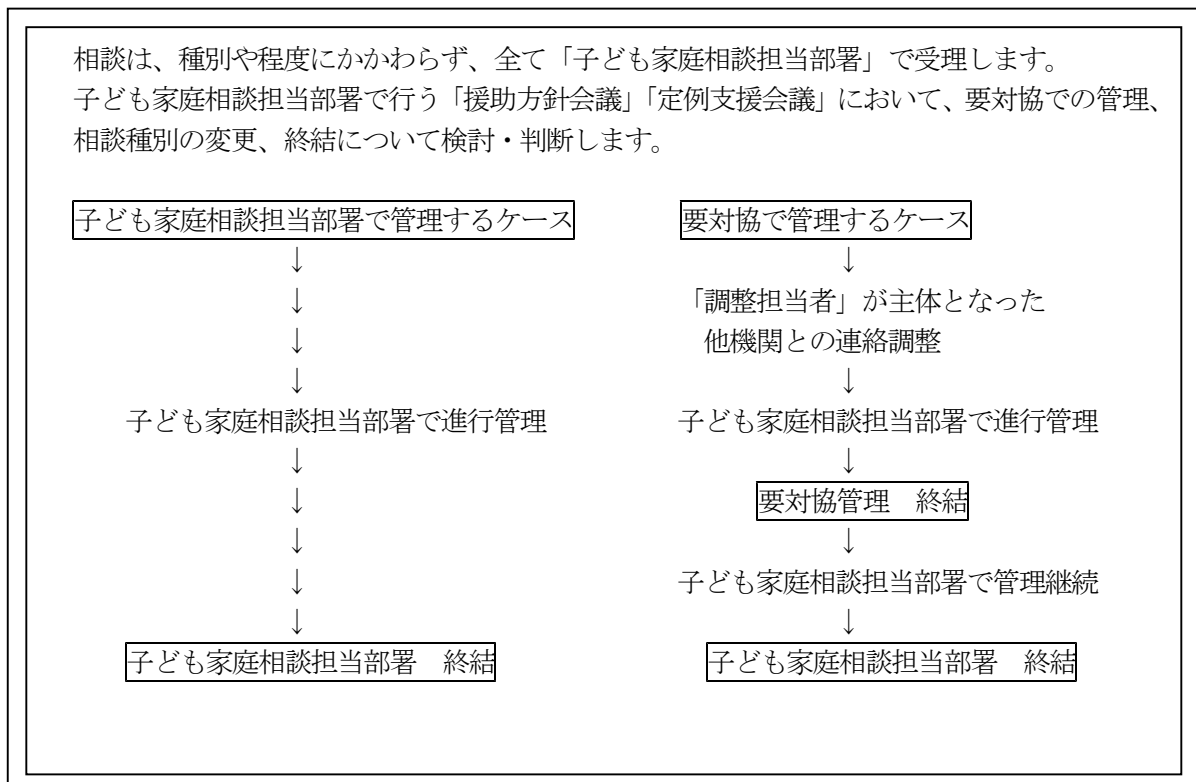 相談は、種別や程度にかかわらず、全て「子ども家庭相談担当部署」で受理します。
子ども家庭相談担当部署で行う「援助方針会議」「定例支援会議」において、要対協での管理、
相談種別の変更、終結について検討・判断します。
子ども家庭相談担当部署で管理するケース
↓
↓
↓
↓
子ども家庭相談担当部署で進行管理
↓
↓
↓
↓
↓
子ども家庭相談担当部署　終結
要対協で管理するケース
↓
「調整担当者」が主体となった
他機関との連絡調整
↓
子ども家庭相談担当部署で進行管理
↓
要対協管理　終結
↓
子ども家庭相談担当部署で管理継続
↓
子ども家庭相談担当部署　終結